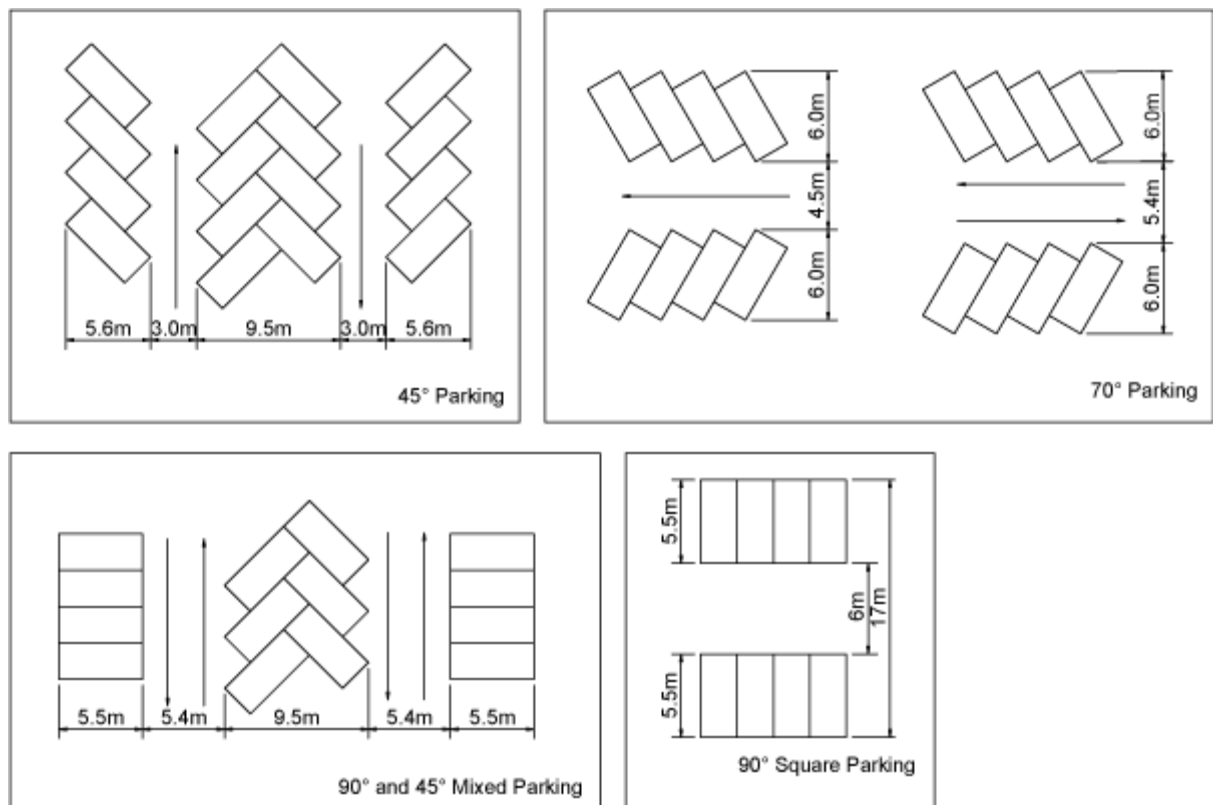 5.6m 3.0m 9.5m 3.0m 5.6m
45° Parking
6.0m
4.5m
6.0m
6.0m
5.4m
6.0m
70° Parking
5.5m 5.4m 9.5m 5.4m 5.5m
90° and 45° Mixed Parking
5.5m
6m
17m
5.5m
90° Square Parking